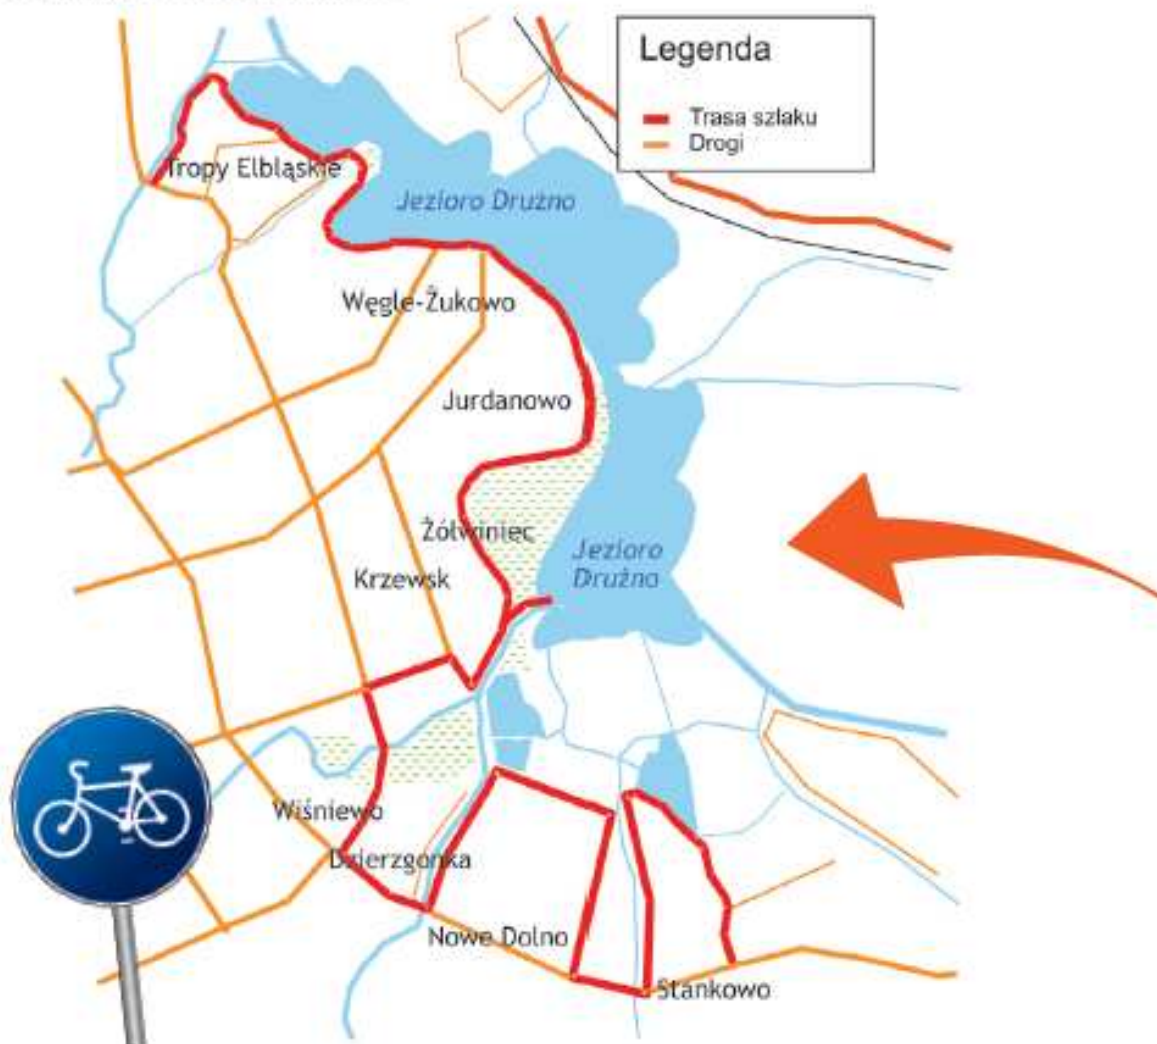 Legenda
Trasa szlaku
Drogi
Tropy Elbląskie
Jezioro Drużno
Węgle-Żukowo
Jurdanowo
Żółwiniec
Jezioro
Drużno
Krzewsk
Wiśniewo
Dzierzgonka
Nowe Dolno
Stankowo